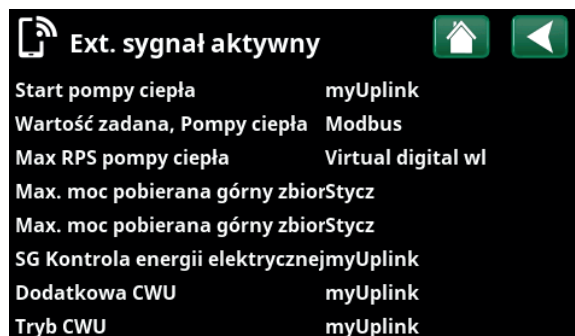 Ext. sygnał aktywny
Start pompy ciepła myUplink
Wartość zadana, Pompy ciepła Modbus
Max RPS pompy ciepła Virtual digital wl
Max. moc pobierana górny zbiorStycz
Max. moc pobierana górny zbiorStycz
SG Kontrola energii elektrycznejmyUplink
Dodatkowa CWU myUplink
Tryb CWU myUplink